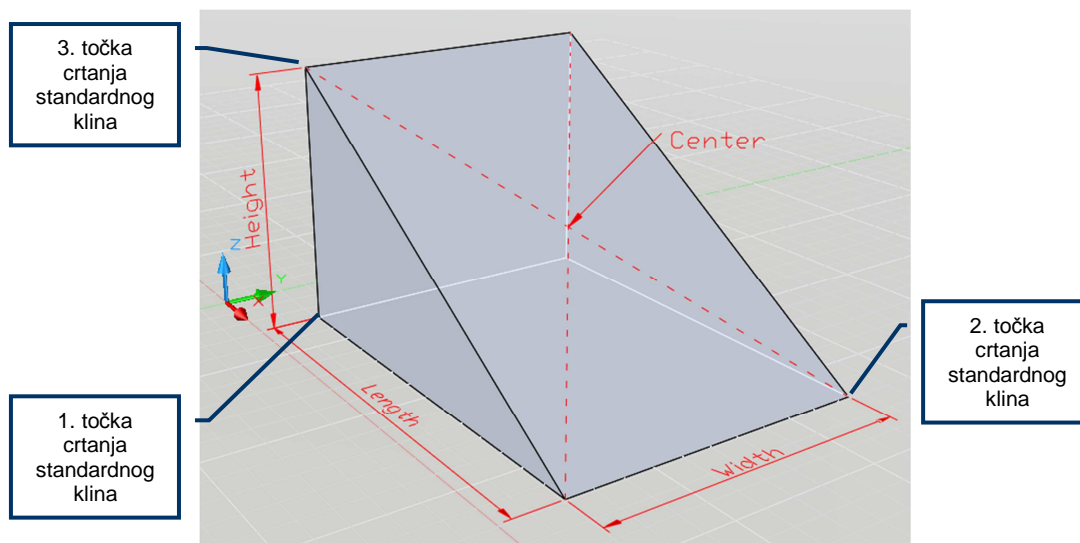 3. točka
crtanja
standardnog
klina
Center
Height
Z
Y
X
2. točka
crtanja
standardnog
klina
Length
1. točka
crtanja
standardnog
klina
Width